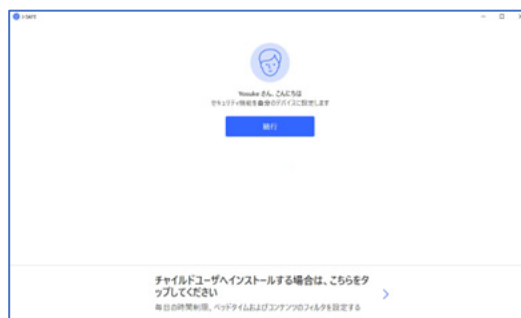 Yosuke さん、こんにちは
セキュリティ機能を自分のデバイスに設定します
続行
チャイルドユーザへインストールする場合は、こちらをタ
ップしてください
毎日の時間制限、ベッドタイムおよびコンテンツのフィルタを設定する